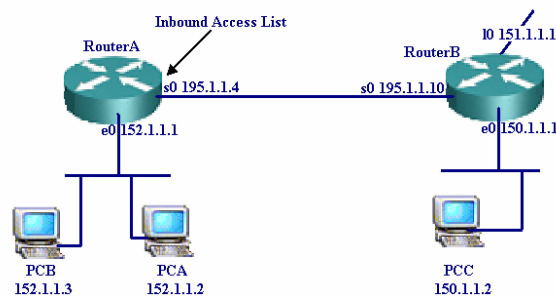 Inbound Access List
l0 151.1.1.1
RouterA
RouterB
s0 195.1.1.4
s0 195.1.1.10
e0 152.1.1.1
e0 150.1.1.1
PCB
152.1.1.3
PCA
152.1.1.2
PCC
150.1.1.2